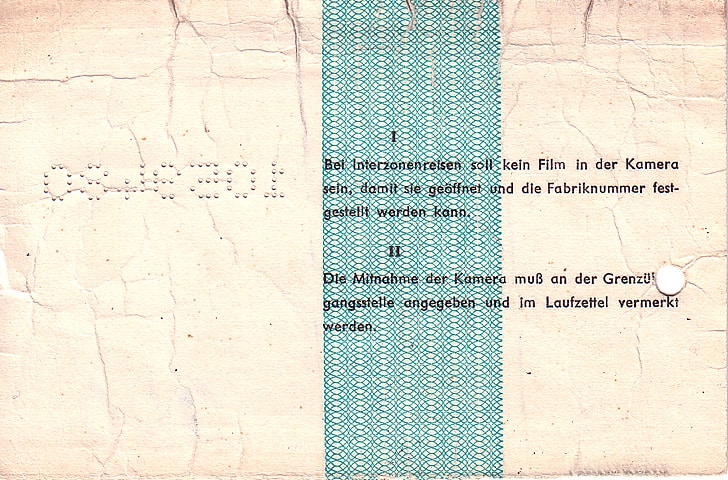 I
Bei Interzonenreisen soll kein Film in der Kamera
sein, damit sie geöffnet und die Fabriknummer fest-
gestellt werden kann.
II
Die Mitnahme der Kamera muß an der Grenzü
gangsstelle angegeben und im Laufzettel vermerkt
werden.